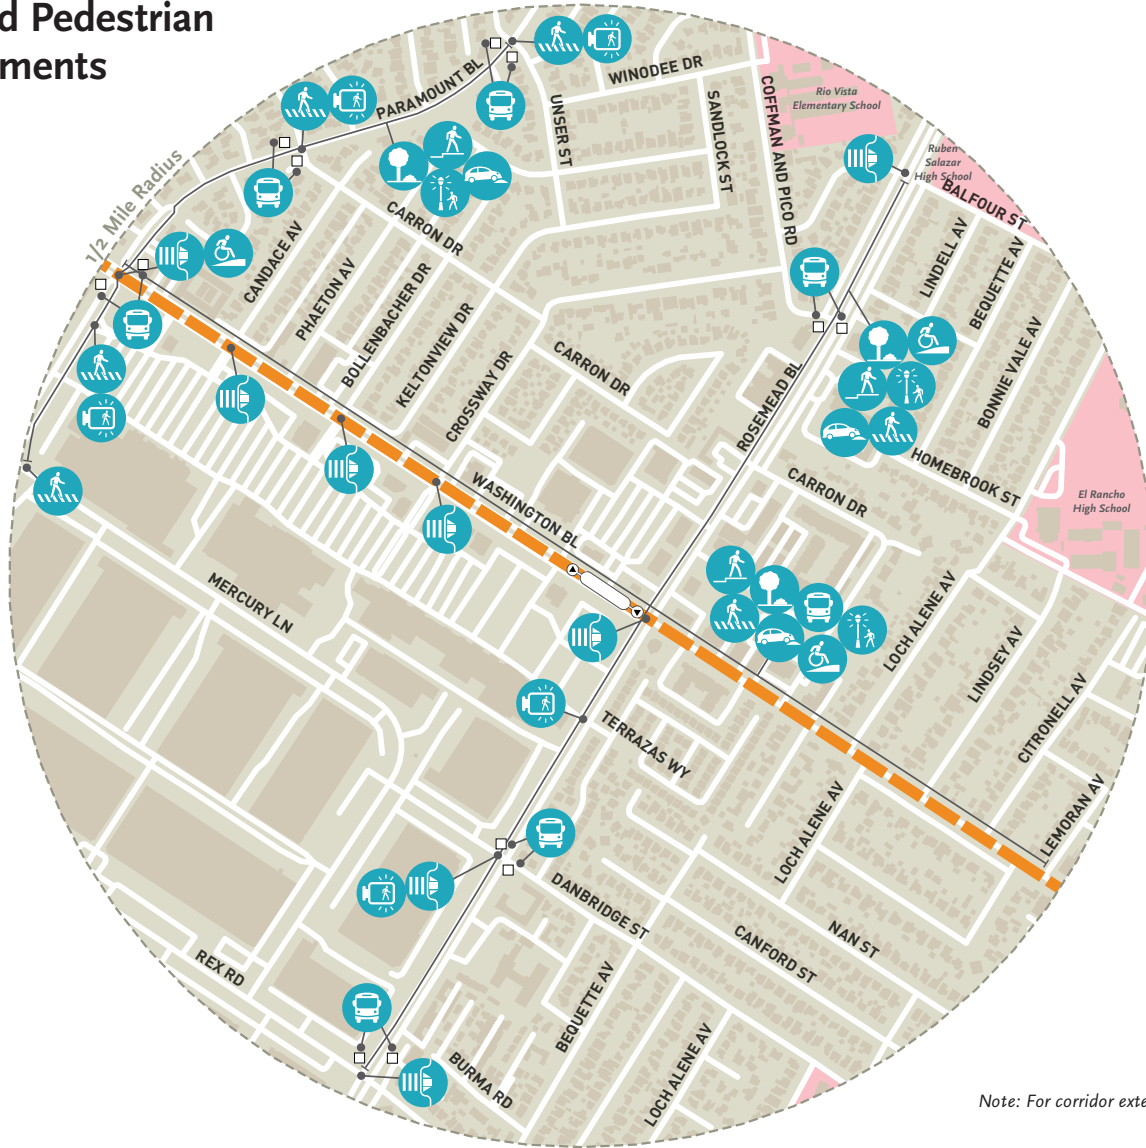 d Pedestrian
ments
1/2 Mile Radius
PARAMOUNT BL
WINODEE DR
UNSER ST
SANDLOCK ST
COFFMAN AND PICO RD
Rio Vista
Elementary School
Ruben
Salazar
High School
BALFOUR ST
CARRON DR
CANDACE AV
PHAETON AV
BOLLENBACHER DR
KELTONVIEW DR
CROSSWAY DR
CARRON DR
LINDELL AV
BEQUETTE AV
BONNIE VALE AV
ROSEMEAD BL
HOMEBROOK ST
CARRON DR
El Rancho
High School
WASHINGTON BL
MERCURY LN
LOCH ALENE AV
LINDSEY AV
CITRONELL AV
LEMORAN AV
TERRAZAS WY
LOCH ALENE AV
DANBRIDGE ST
CANFORD ST
NAN ST
REX RD
BEQUETTE AV
BURMA RD
LOCH ALENE AV
Note: For corridor exte